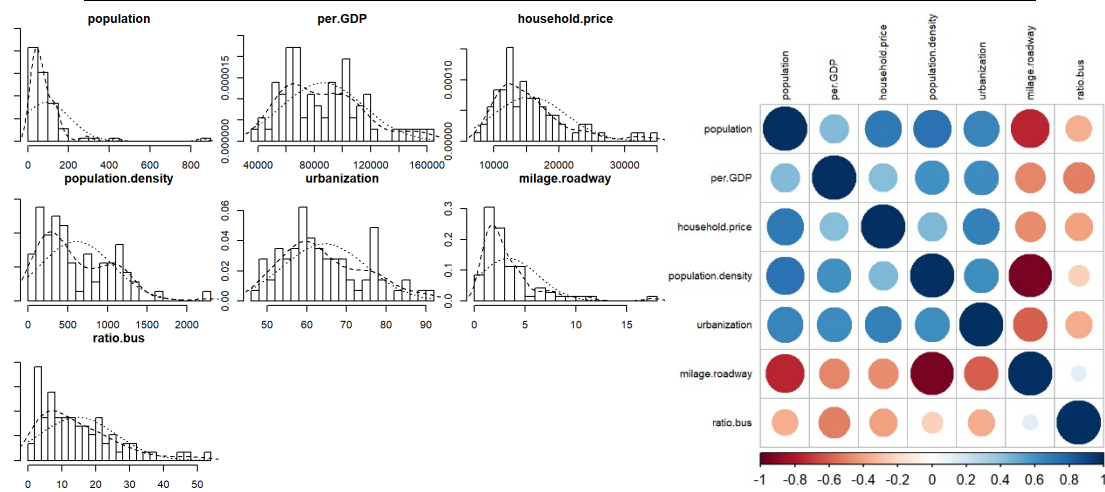 population
per.GDP
household.price
0.000000 0.000015
0.00000 0.00010
0 200 400 600 800
40000 80000 120000 160000
10000 20000 30000
population.density
urbanization
milage.roadway
0.00 0.02 0.04 0.06
0.0 0.1 0.2 0.3
0 500 1000 1500 2000
50 60 70 80 90
0 5 10 15
ratio.bus
0 10 20 30 40 50
population
per.GDP
household.price
population.density
urbanization
milage.roadway
ratio.bus
population
per.GDP
household.price
population.density
urbanization
milage.roadway
ratio.bus
-1 -0.8 -0.6 -0.4 -0.2 0 0.2 0.4 0.6 0.8 1